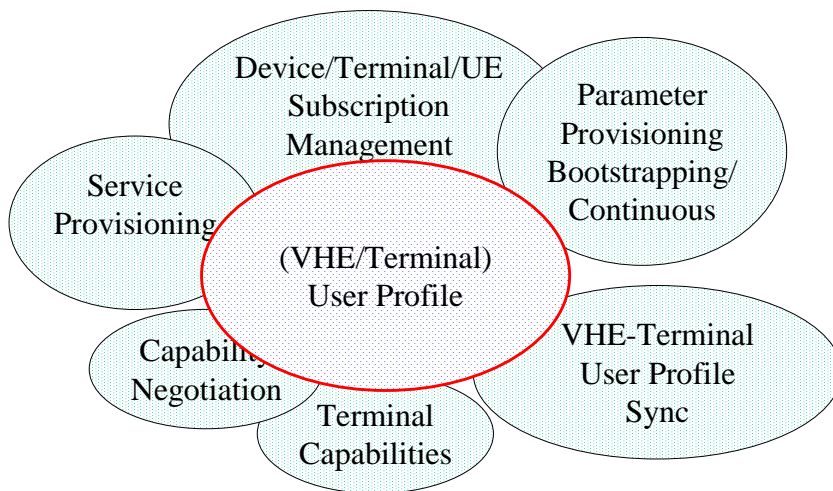 Device/Terminal/UE
Subscription
Management
Parameter
Provisioning
Bootstrapping/
Continuous
Service
Provisioning
(VHE/Terminal)
User Profile
Capability
Negotiation
VHE-Terminal
User Profile
Sync
Terminal
Capabilities